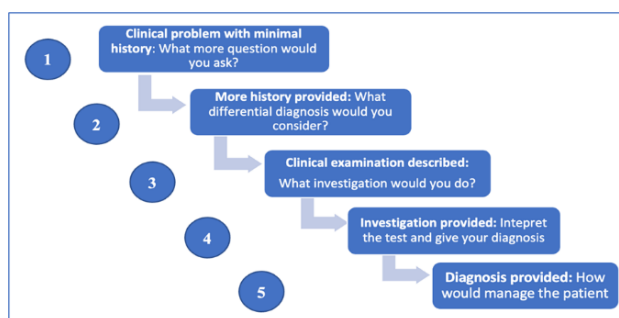 1
Clinical problem with minimal
history: What more question would
you ask?
2
More history provided: What
differential diagnosis would you
consider?
3
Clinical examination described:
What investigation would you do?
4
Investigation provided: Intepret
the test and give your diagnosis
5
Diagnosis provided: How
would manage the patient